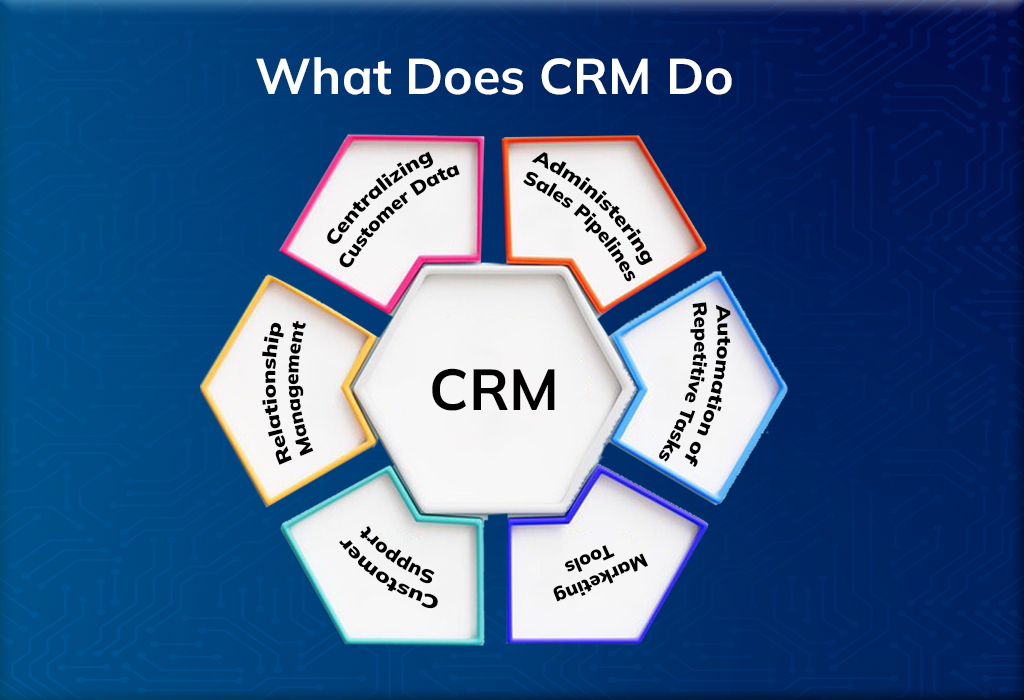 What Does CRM Do
Centralizing
Customer Data
Administering
Sales Pipelines
Automation of
Repetitive Tasks
Marketing
Tools
Customer
Support
Relationship
Management
CRM